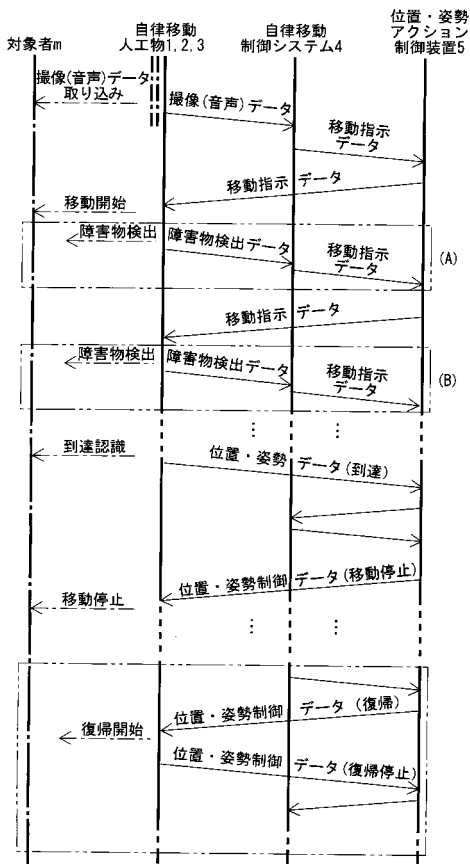 対象者m
自律移動
人工物1,2,3
自律移動
制御システム4
位置・姿勢
アクション
制御装置5
撮像(音声)データ
取り込み
撮像(音声)データ
移動指示
データ
移動指示 データ
移動開始
障害物検出
障害物検出データ
移動指示
データ
(A)
移動指示 データ
障害物検出
障害物検出データ
移動指示
データ
(B)
到達認識
位置・姿勢 データ(到達)
位置・姿勢制御 データ(移動停止)
移動停止
位置・姿勢制御 データ (復帰)
復帰開始
位置・姿勢制御 データ(復帰停止)